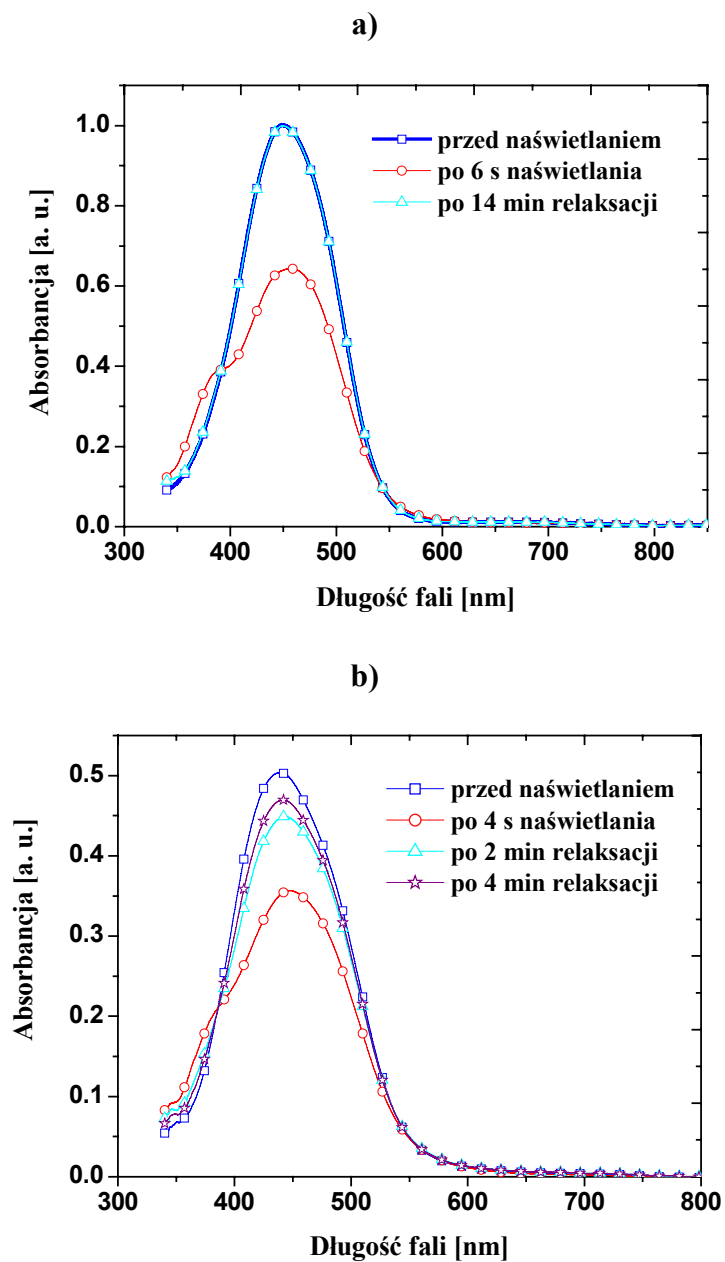 a)
1.0
0.8
0.6
0.4
0.2
0.0
Absorbancja [a. u.]
przed naświetlaniem
po 6 s naświetlania
po 14 min relaksacji
300 400 500 600 700 800
Długość fali [nm]
b)
0.5
0.4
0.3
0.2
0.1
0.0
Absorbancja [a. u.]
przed naświetlaniem
po 4 s naświetlania
po 2 min relaksacji
po 4 min relaksacji
300 400 500 600 700 800
Długość fali [nm]